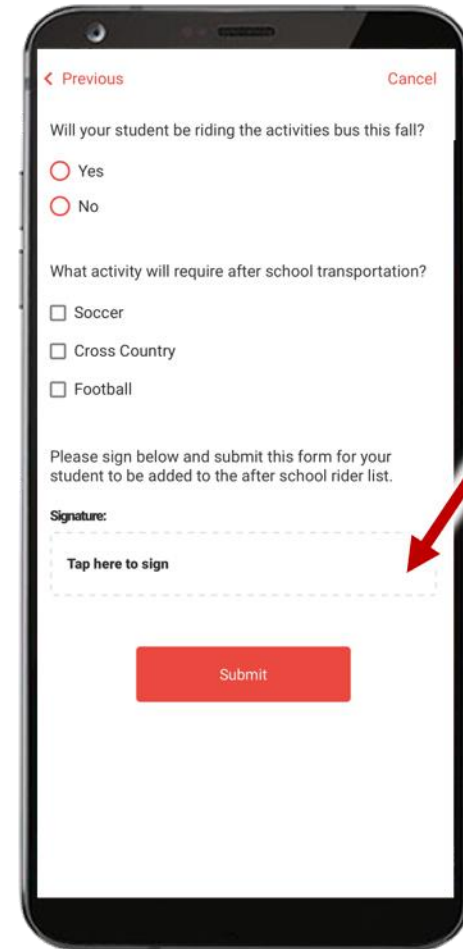 Previous
Cancel
Will your student be riding the activities bus this fall?
Yes
No
What activity will require after school transportation?
Soccer
Cross Country
Football
Please sign below and submit this form for your
student to be added to the after school rider list.
Signature:
Tap here to sign
Submit